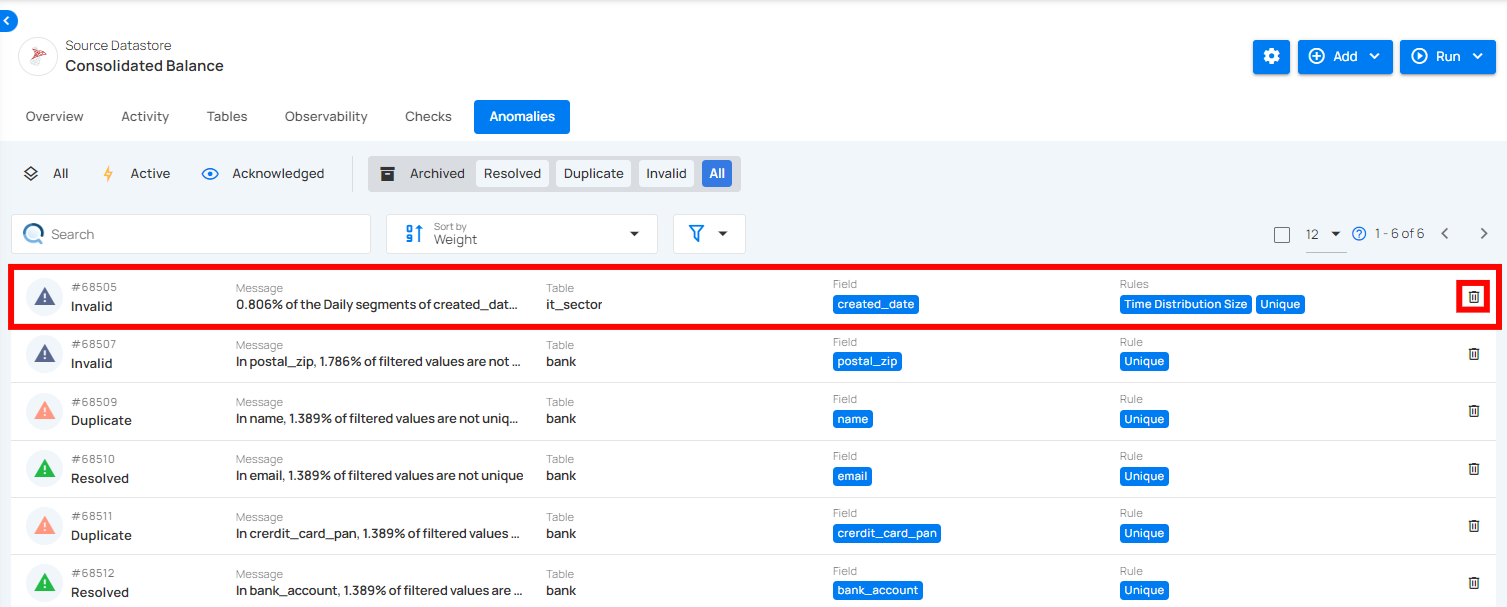 Source Datastore
Consolidated Balance
Add
Run
Overview Activity Tables Observability Checks Anomalies
All Active Acknowledged Archived Resolved Duplicate Invalid All
Search
Sort by
Weight
12
1 - 6 of 6
#68505
Invalid
Message
0.806% of the Daily segments of created_dat...
Table
it_sector
Field
created_date
Rules
Time Distribution Size Unique
#68507
Invalid
Message
In postal_zip, 1.786% of filtered values are not ...
Table
bank
Field
postal_zip
Rule
Unique
#68509
Duplicate
Message
In name, 1.389% of filtered values are not uniq...
Table
bank
Field
name
Rule
Unique
#68510
Resolved
Message
In email, 1.389% of filtered values are not unique
Table
bank
Field
email
Rule
Unique
#68511
Duplicate
Message
In crerdit_card_pan, 1.389% of filtered values ...
Table
bank
Field
crerdit_card_pan
Rule
Unique
#68512
Resolved
Message
In bank_account, 1.389% of filtered values are ...
Table
bank
Field
bank_account
Rule
Unique